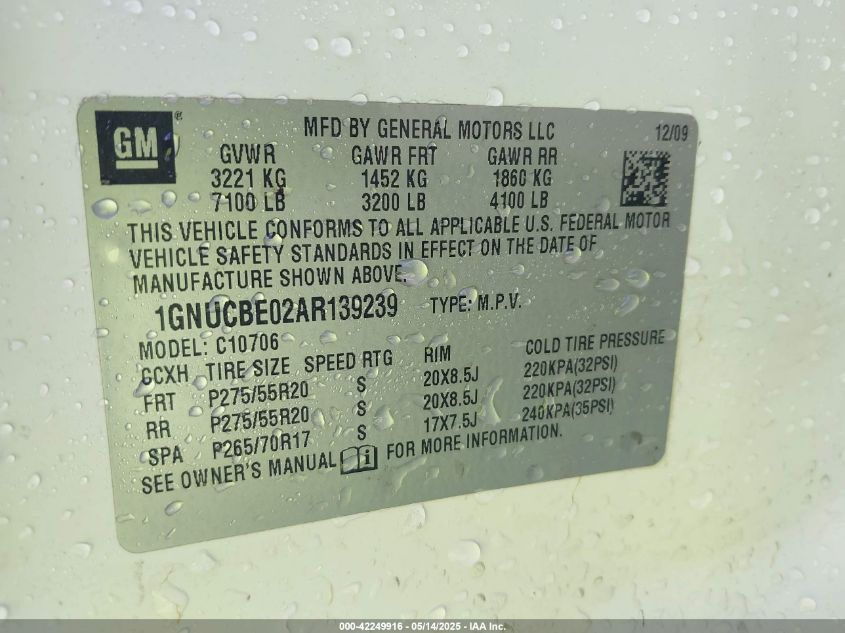 GM ® MFD BY GENERAL MOTORS LLC 12/09
GVWR GAWR FRT GAWR RR
3221 KG 1452 KG 1860 KG
7100 LB 3200 LB 4100 LB
THIS VEHICLE CONFORMS TO ALL APPLICABLE U.S. FEDERAL MOTOR
VEHICLE SAFETY STANDARDS IN EFFECT ON THE DATE OF
MANUFACTURE SHOWN ABOVE.
1GNUCBE02AR139239 TYPE: M.P.V.
MODEL: C10706
GCXH TIRE SIZE SPEED RTG RIM COLD TIRE PRESSURE
FRT P275/55R20 S 20X8.5J 220KPA(32PSI)
RR P275/55R20 S 20X8.5J 220KPA(32PSI)
SPA P265/70R17 S 17X7.5J 240KPA(35PSI)
SEE OWNER'S MANUAL i FOR MORE INFORMATION.
000-42249916 - 05/14/2025 - IAA Inc.